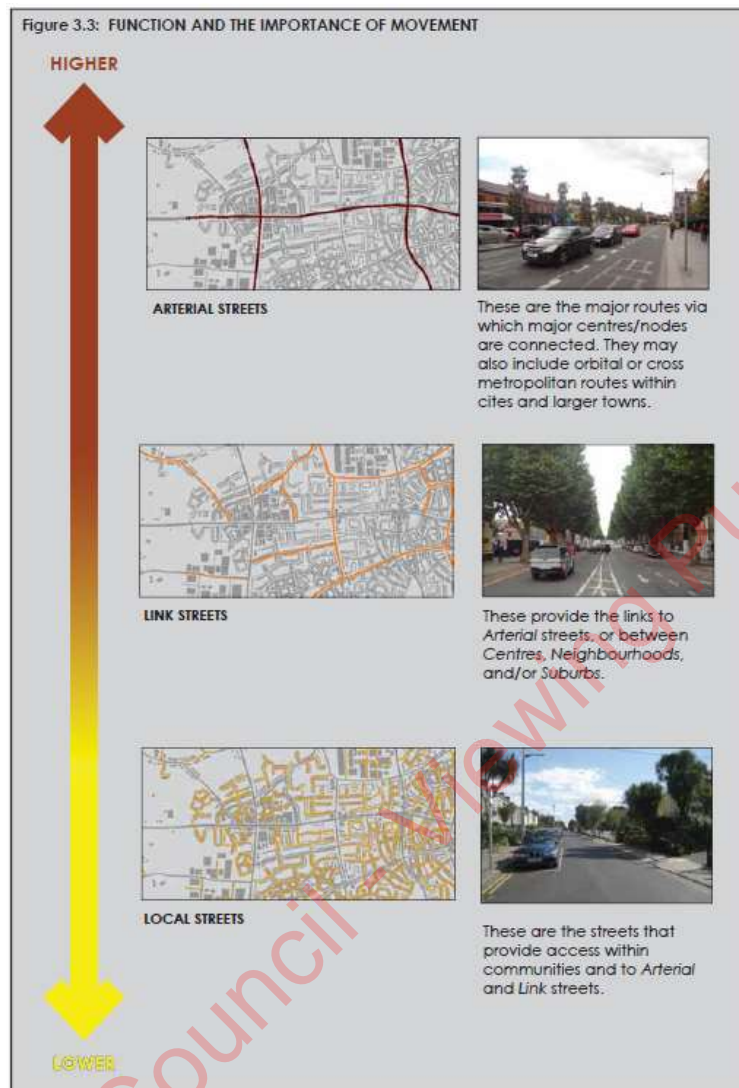 Figure 3.3: FUNCTION AND THE IMPORTANCE OF MOVEMENT
HIGHER
ARTERIAL STREETS
These are the major routes via
which major centres/nodes
are connected. They may
also include orbital or cross
metropolitan routes within
cites and larger towns.
LINK STREETS
These provide the links to
Arterial streets, or between
Centres, Neighbourhoods,
and/or Suburbs.
LOCAL STREETS
These are the streets that
provide access within
communities and to Arterial
and Link streets.
LOWER
Council - Viewing Pu